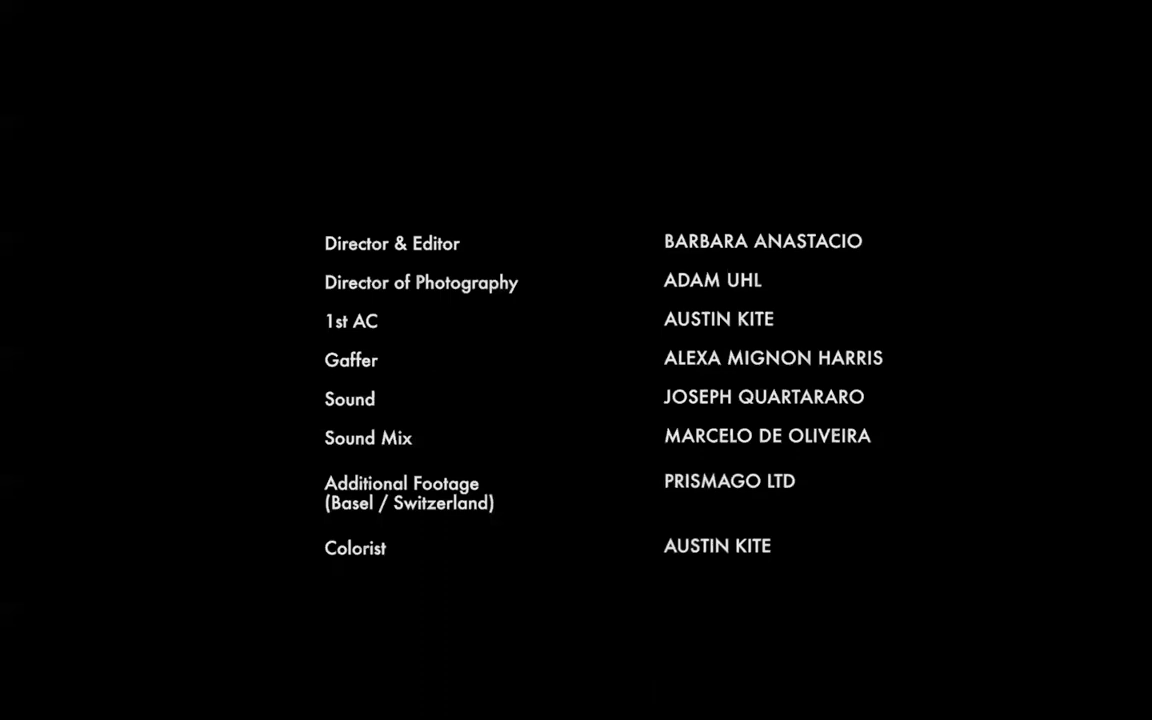 Director & Editor BARBARA ANASTACIO
Director of Photography ADAM UHL
1st AC AUSTIN KITE
Gaffer ALEXA MIGNON HARRIS
Sound JOSEPH QUARTARARO
Sound Mix MARCELO DE OLIVEIRA
Additional Footage PRISMAGO LTD
(Basel / Switzerland)
Colorist AUSTIN KITE